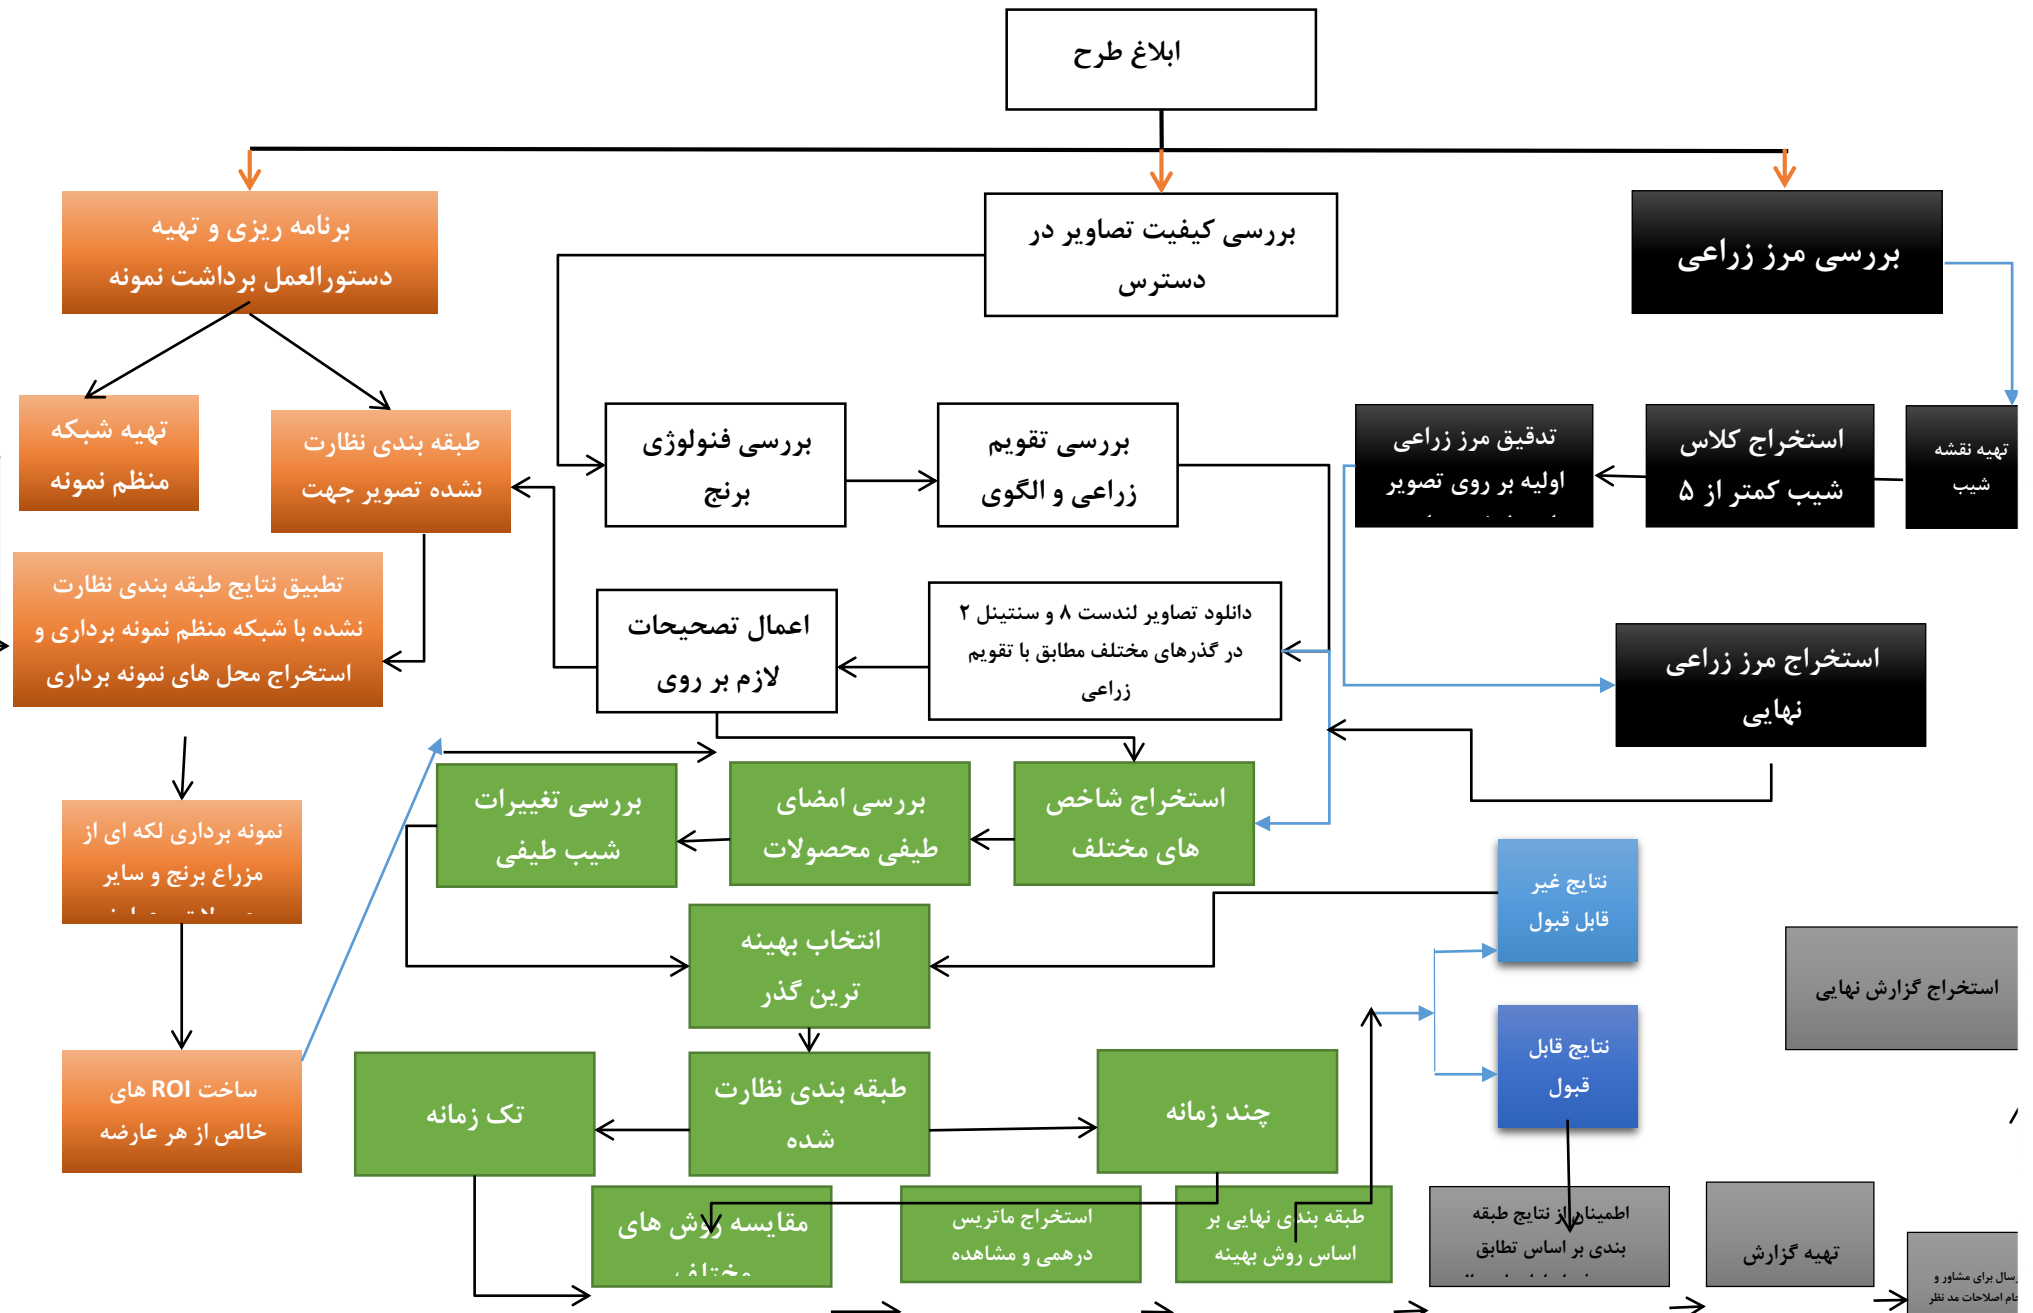 ابلاغ طرح
بررسی مرز زراعی
بررسی کیفیت تصاویر در
دسترس
برنامه ریزی و تهیه
دستورالعمل برداشت نمونه
تهیه نقشه
شیب
استخراج کلاس
شیب کمتر از ۵
تدقیق مرز زراعی
اولیه بر روی تصویر
بررسی تقویم
زراعی و الگوی
بررسی فنولوژی
برنج
طبقه بندی نظارت
نشده تصویر جهت
تهیه شبکه
منظم نمونه
استخراج مرز زراعی
نهایی
دانلود تصاویر لندست ۸ و سنتینل ۲
در گذرهای مختلف مطابق با تقویم
زراعی
اعمال تصحیحات
لازم بر روی
تطبیق نتایج طبقه بندی نظارت
نشده با شبکه منظم نمونه برداری و
استخراج محل های نمونه برداری
استخراج شاخص
های مختلف
بررسی امضای
طیفی محصولات
بررسی تغییرات
شیب طیفی
نمونه برداری لکه ای از
مزراع برنج و سایر
نتایج غیر
قابل قبول
انتخاب بهینه
ترین گذر
استخراج گزارش نهایی
نتایج قابل
قبول
چند زمانه
طبقه بندی نظارت
شده
تک زمانه
ساخت ROI های
خالص از هر عارضه
تهیه گزارش
اطمینان از نتایج طبقه
بندی بر اساس تطابق
طبقه بندی نهایی بر
اساس روش بهینه
استخراج ماتریس
درهمی و مشاهده
مقایسه روش های
مختلف
برای مشاور و
اصلاحات مد نظر